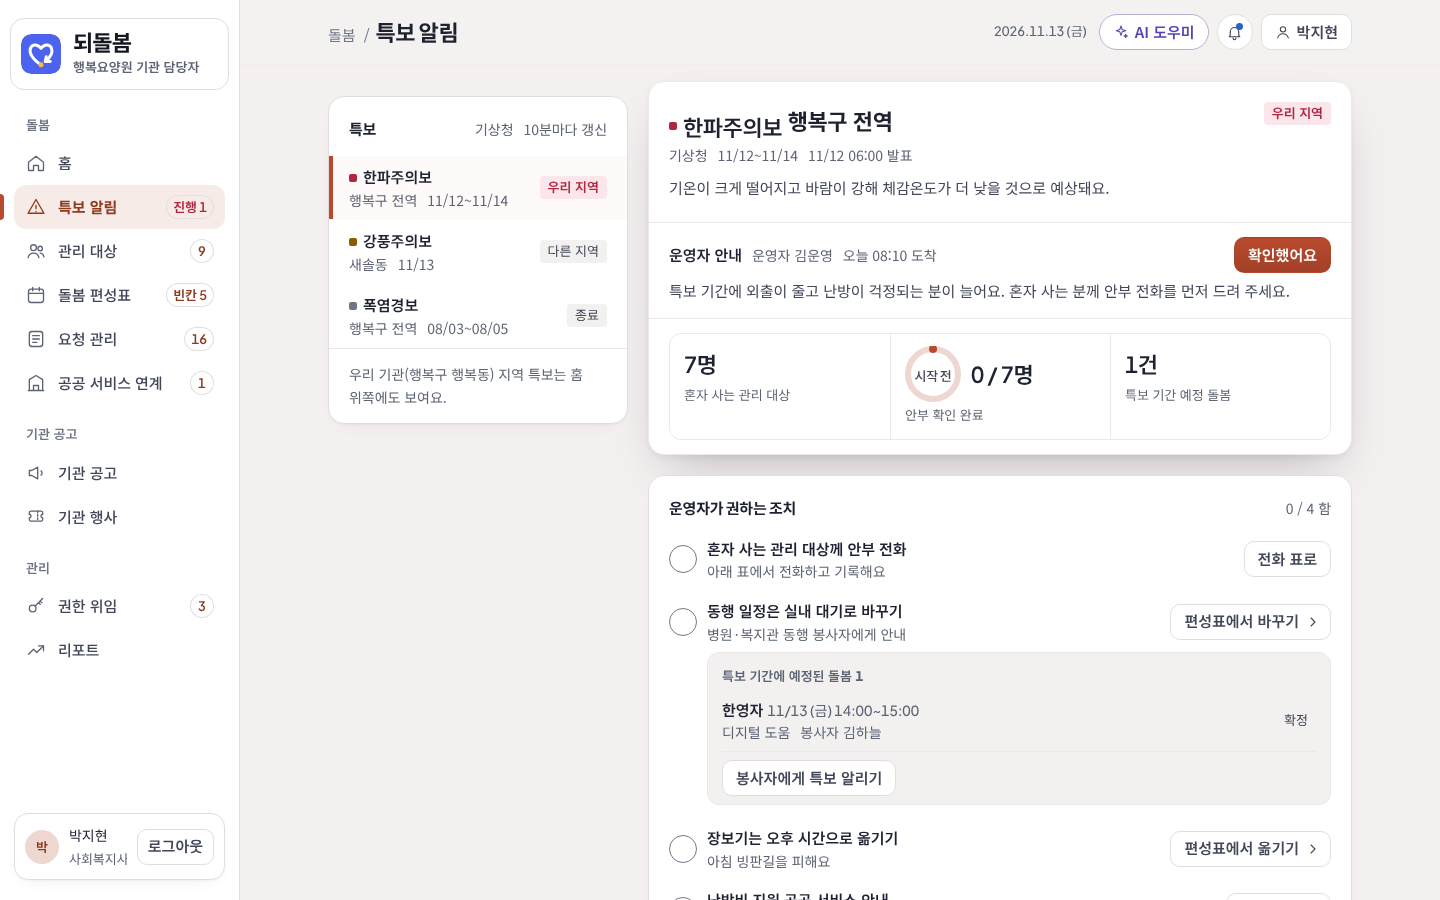 되돌봄
행복요양원 기관 담당자
돌봄
홈
특보 알림 진행 1
관리 대상 9
돌봄 편성표 빈칸 5
요청 관리 16
공공 서비스 연계 1
기관 공고
기관 공고
기관 행사
관리
권한 위임 3
리포트
박
박지현
사회복지사
로그아웃
돌봄 / 특보 알림
2026.11.13 (금)
AI 도우미
박지현
특보
기상청 10분마다 갱신
한파주의보
행복구 전역 11/12~11/14
우리 지역
강풍주의보
새솔동 11/13
다른 지역
폭염경보
행복구 전역 08/03~08/05
종료
우리 기관(행복구 행복동) 지역 특보는 홈
위쪽에도 보여요.
한파주의보 행복구 전역
우리 지역
기상청 11/12~11/14 11/12 06:00 발표
기온이 크게 떨어지고 바람이 강해 체감온도가 더 낮을 것으로 예상돼요.
운영자 안내 운영자 김운영 오늘 08:10 도착
확인했어요
특보 기간에 외출이 줄고 난방이 걱정되는 분이 늘어요. 혼자 사는 분께 안부 전화를 먼저 드려 주세요.
7명
혼자 사는 관리 대상
시작 전
0 / 7명
안부 확인 완료
1건
특보 기간 예정 돌봄
운영자가 권하는 조치
0 / 4 함
혼자 사는 관리 대상께 안부 전화
아래 표에서 전화하고 기록해요
전화 표로
동행 일정은 실내 대기로 바꾸기
병원·복지관 동행 봉사자에게 안내
편성표에서 바꾸기
특보 기간에 예정된 돌봄 1
한영자 11/13 (금) 14:00~15:00
디지털 도움 봉사자 김하늘
확정
봉사자에게 특보 알리기
장보기는 오후 시간으로 옮기기
아침 빙판길을 피해요
편성표에서 옮기기
난방비 지원 공공 서비스 안내